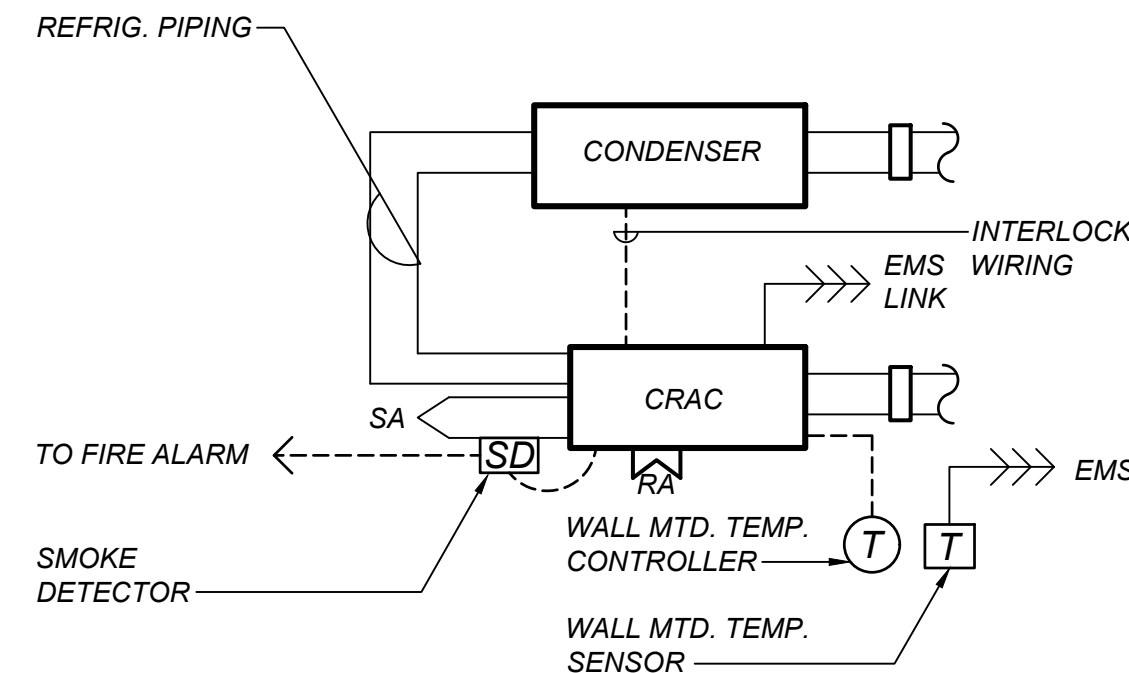 REFRIG. PIPING
CONDENSER
INTERLOCK
WIRING
EMS
LINK
CRAC
SA
TO FIRE ALARM
SD
RA
EMS
WALL MTD. TEMP.
CONTROLLER
T
T
SMOKE
DETECTOR
WALL MTD. TEMP.
SENSOR